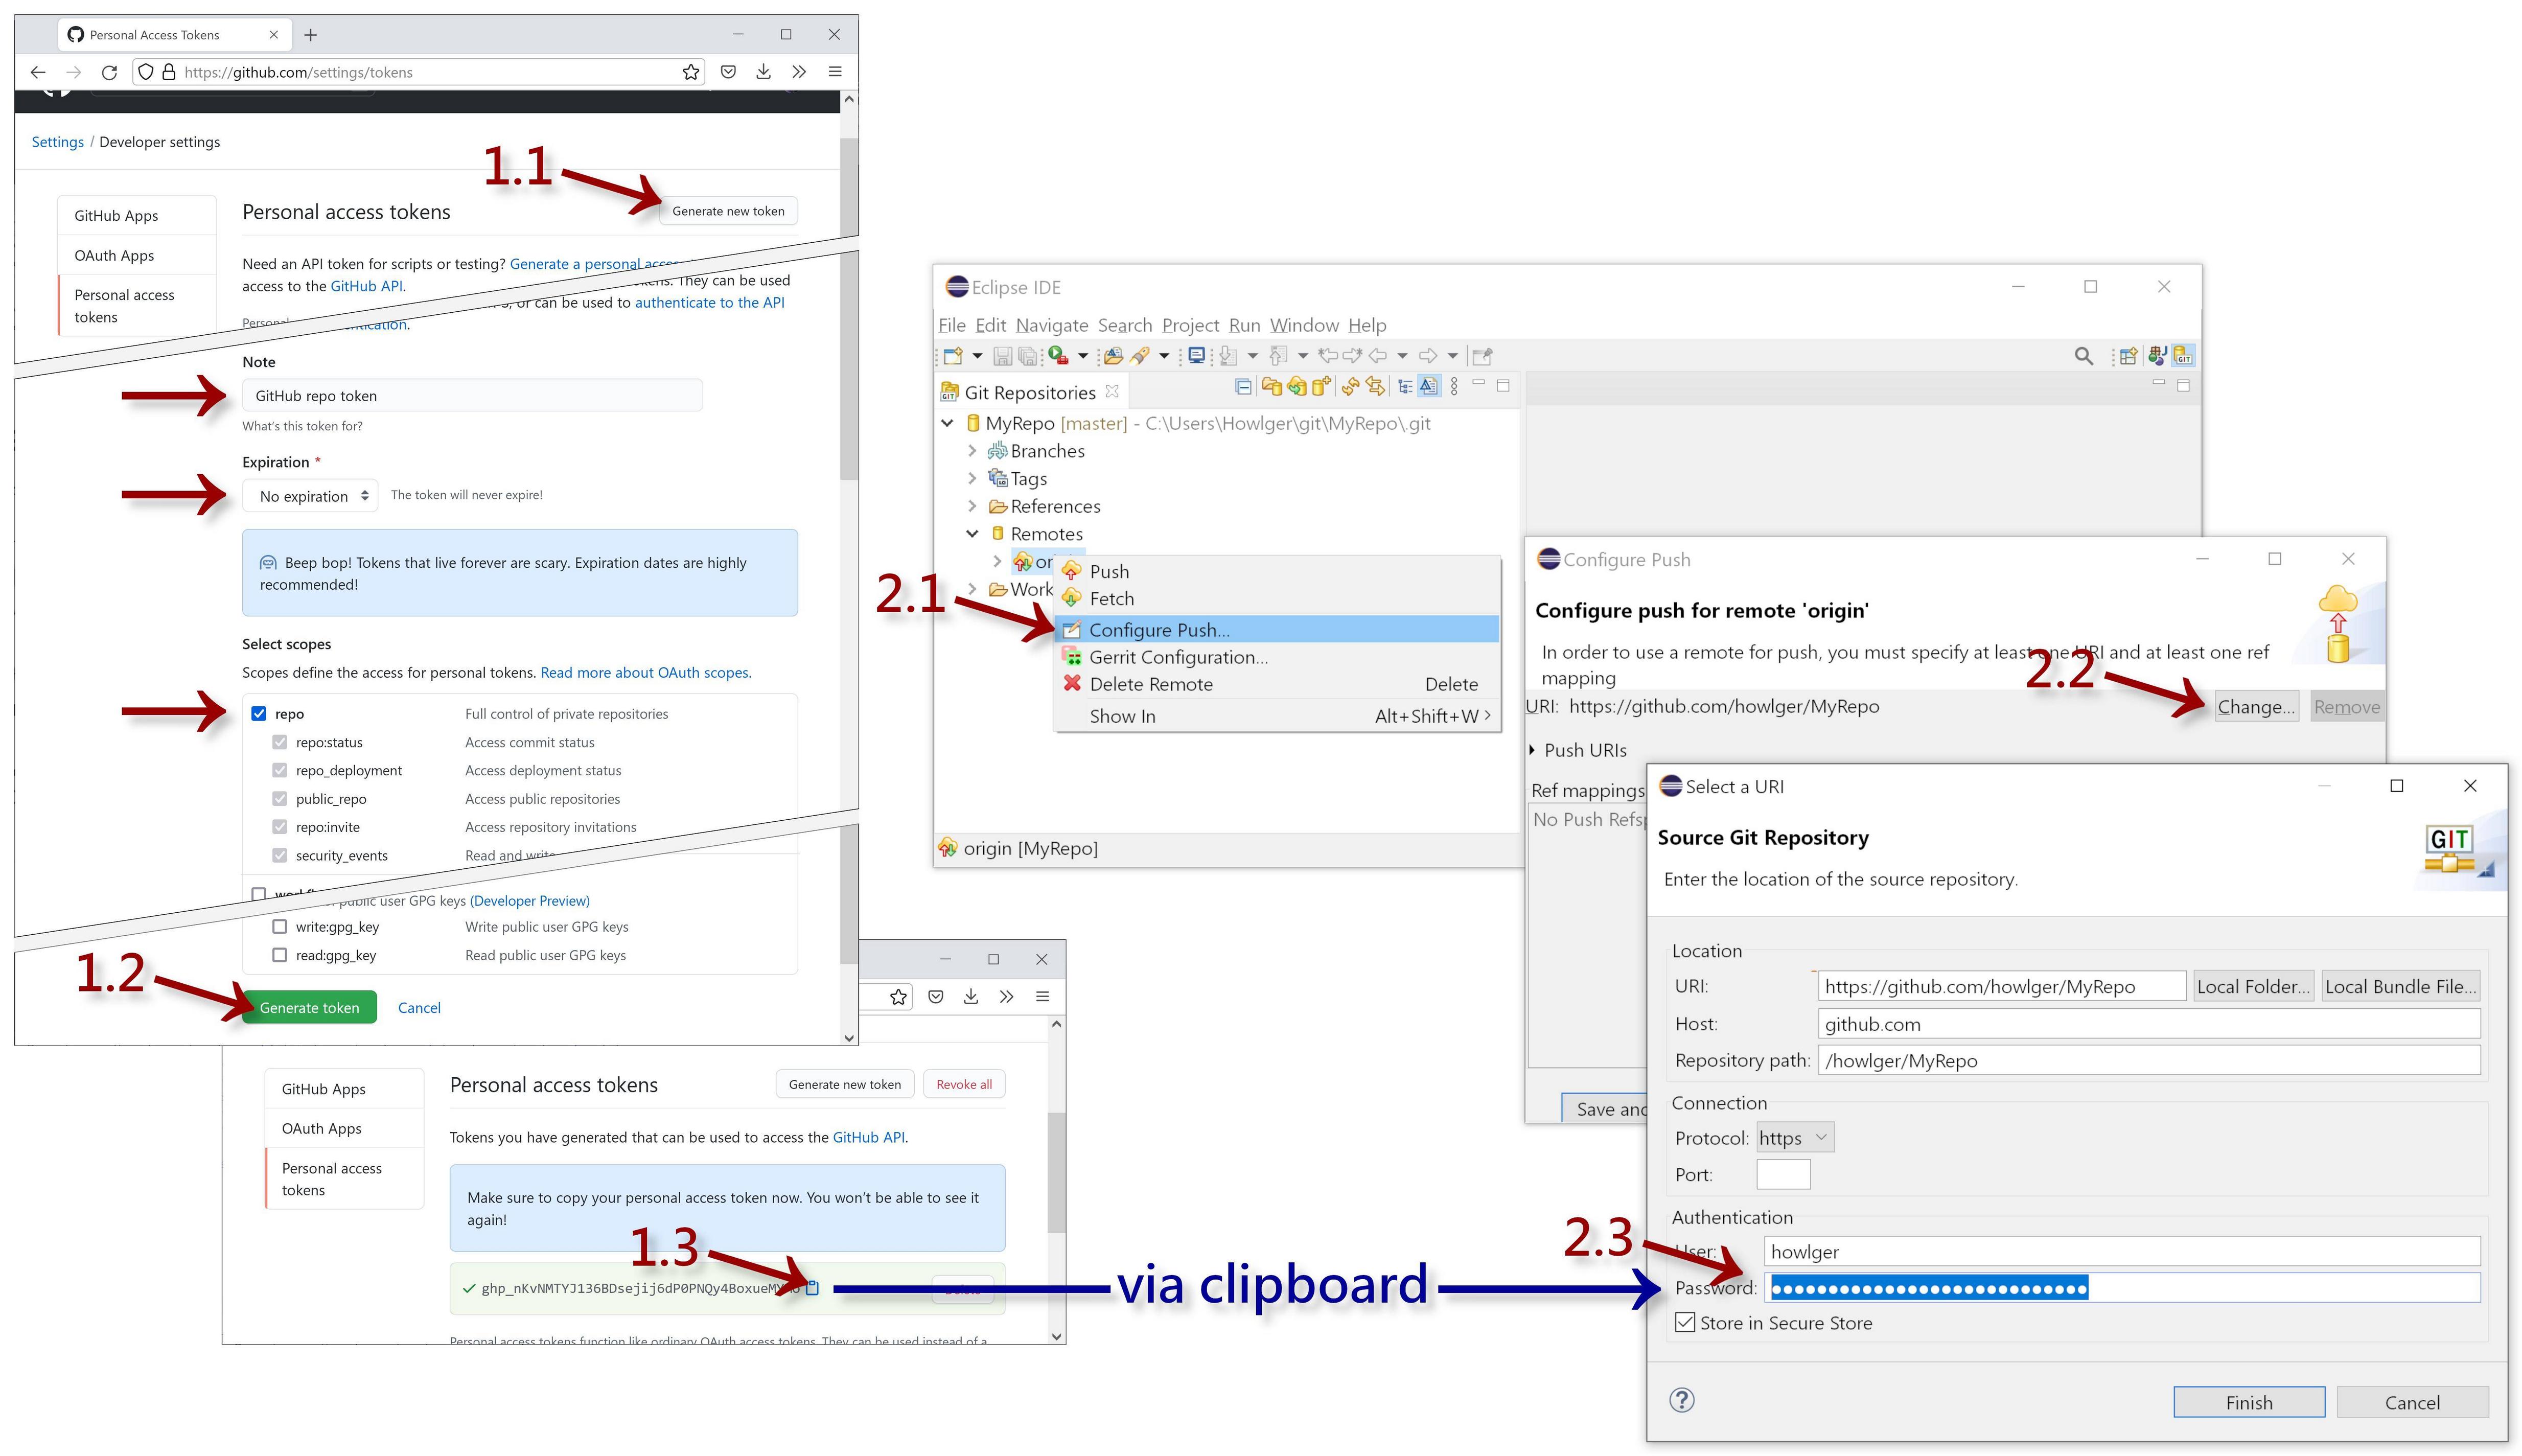 Personal Access Tokens
https://github.com/settings/tokens
Settings / Developer settings
1.1
GitHub Apps
OAuth Apps
Personal access
tokens
Personal access tokens
Generate new token
Need an API token for scripts or testing? Generate a personal access
access to the GitHub API.
They can be used
or can be used to authenticate to the API
Note
GitHub repo token
What's this token for?
Expiration *
No expiration
The token will never expire!
Beep bop! Tokens that live forever are scary. Expiration dates are highly
recommended!
Select scopes
Scopes define the access for personal tokens. Read more about OAuth scopes.
repo Full control of private repositories
repo:status Access commit status
repo_deployment Access deployment status
public_repo Access public repositories
repo:invite Access repository invitations
security_events Read and write
public user GPG keys (Developer Preview)
write:gpg_key Write public user GPG keys
read:gpg_key Read public user GPG keys
1.2
Generate token
Cancel
GitHub Apps
OAuth Apps
Personal access
tokens
Personal access tokens
Generate new token
Revoke all
Tokens you have generated that can be used to access the GitHub API.
Make sure to copy your personal access token now. You won't be able to see it
again!
1.3
Personal access tokens function like ordinary OAuth access tokens. They can be used instead of a
via clipboard
Eclipse IDE
File Edit Navigate Search Project Run Window Help
Git Repositories
MyRepo [master] - C:\Users\Howlger\git\MyRepo\.git
Branches
Tags
References
Remotes
2.1
Push
Fetch
Configure Push...
Gerrit Configuration...
Delete Remote Delete
Show In Alt+Shift+W
origin [MyRepo]
Configure Push
Configure push for remote 'origin'
In order to use a remote for push, you must specify at least one URI and at least one ref
mapping
2.2
URI: https://github.com/howlger/MyRepo
Change...
Remove
Push URIs
Ref mappings
No Push Refs
Save and
Select a URI
Source Git Repository
GIT
Enter the location of the source repository.
Location
URI: https://github.com/howlger/MyRepo Local Folder... Local Bundle File...
Host: github.com
Repository path: /howlger/MyRepo
Connection
Protocol: https
Port:
Authentication
2.3
User: howlger
Password:
Store in Secure Store
Finish
Cancel